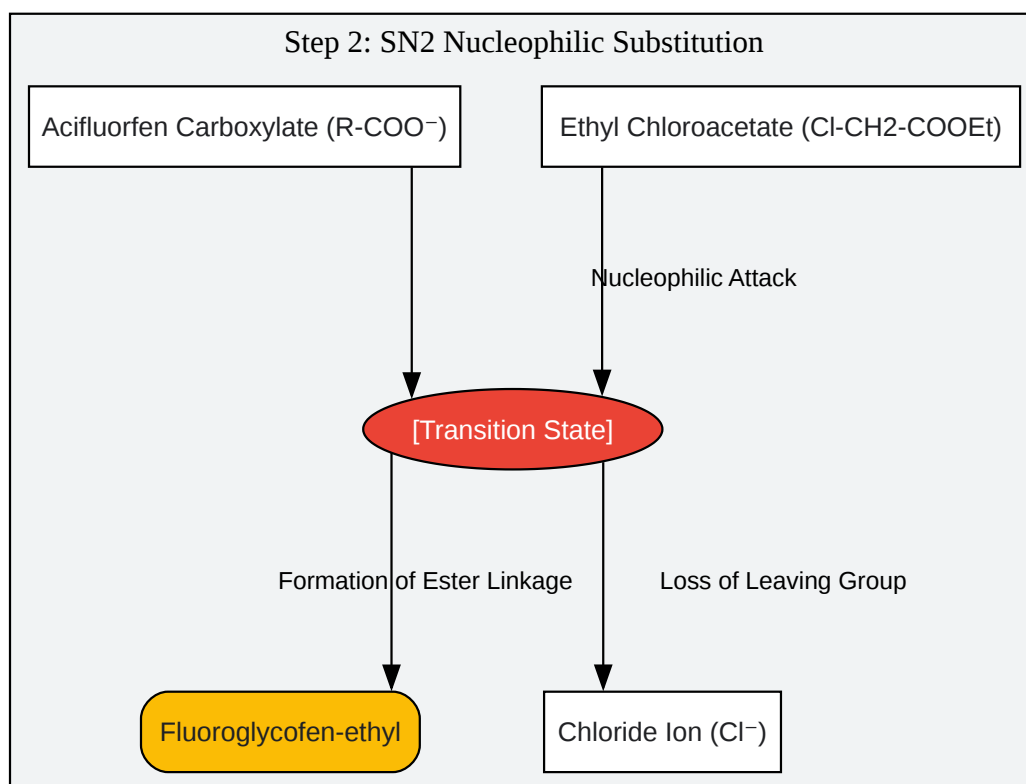 Step 2: SN2 Nucleophilic Substitution
Acifluorfen Carboxylate (R-COO⁻)
Ethyl Chloroacetate (Cl-CH2-COOEt)
Nucleophilic Attack
[Transition State]
Formation of Ester Linkage
Loss of Leaving Group
Fluoroglycofen-ethyl
Chloride Ion (Cl⁻)